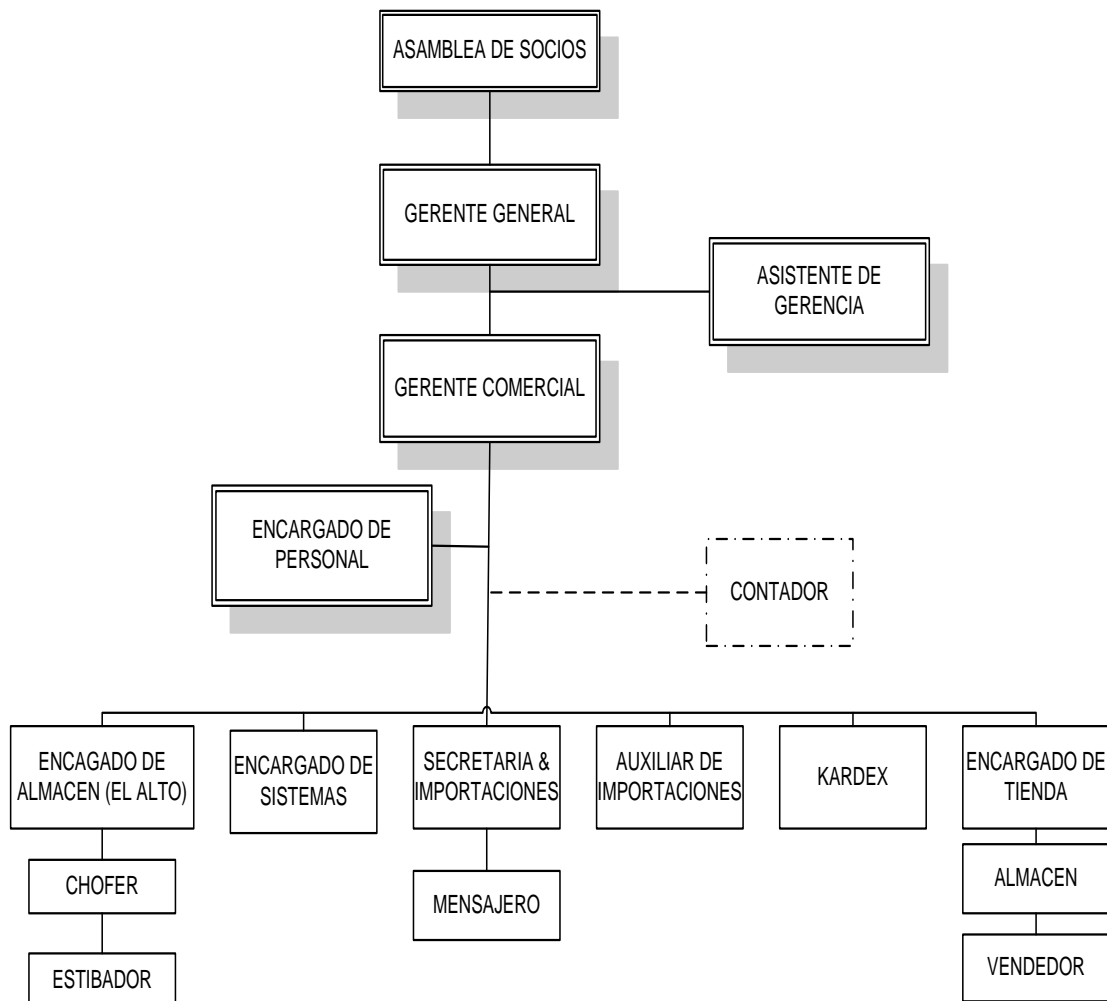 ASAMBLEA DE SOCIOS
GERENTE GENERAL
ASISTENTE DE
GERENCIA
GERENTE COMERCIAL
ENCARGADO DE
PERSONAL
CONTADOR
ENCAGADO DE
ALMACEN (EL ALTO)
ENCARGADO DE
SISTEMAS
SECRETARIA &
IMPORTACIONES
AUXILIAR DE
IMPORTACIONES
KARDEX
ENCARGADO DE
TIENDA
CHOFER
MENSAJERO
ALMACEN
ESTIBADOR
VENDEDOR